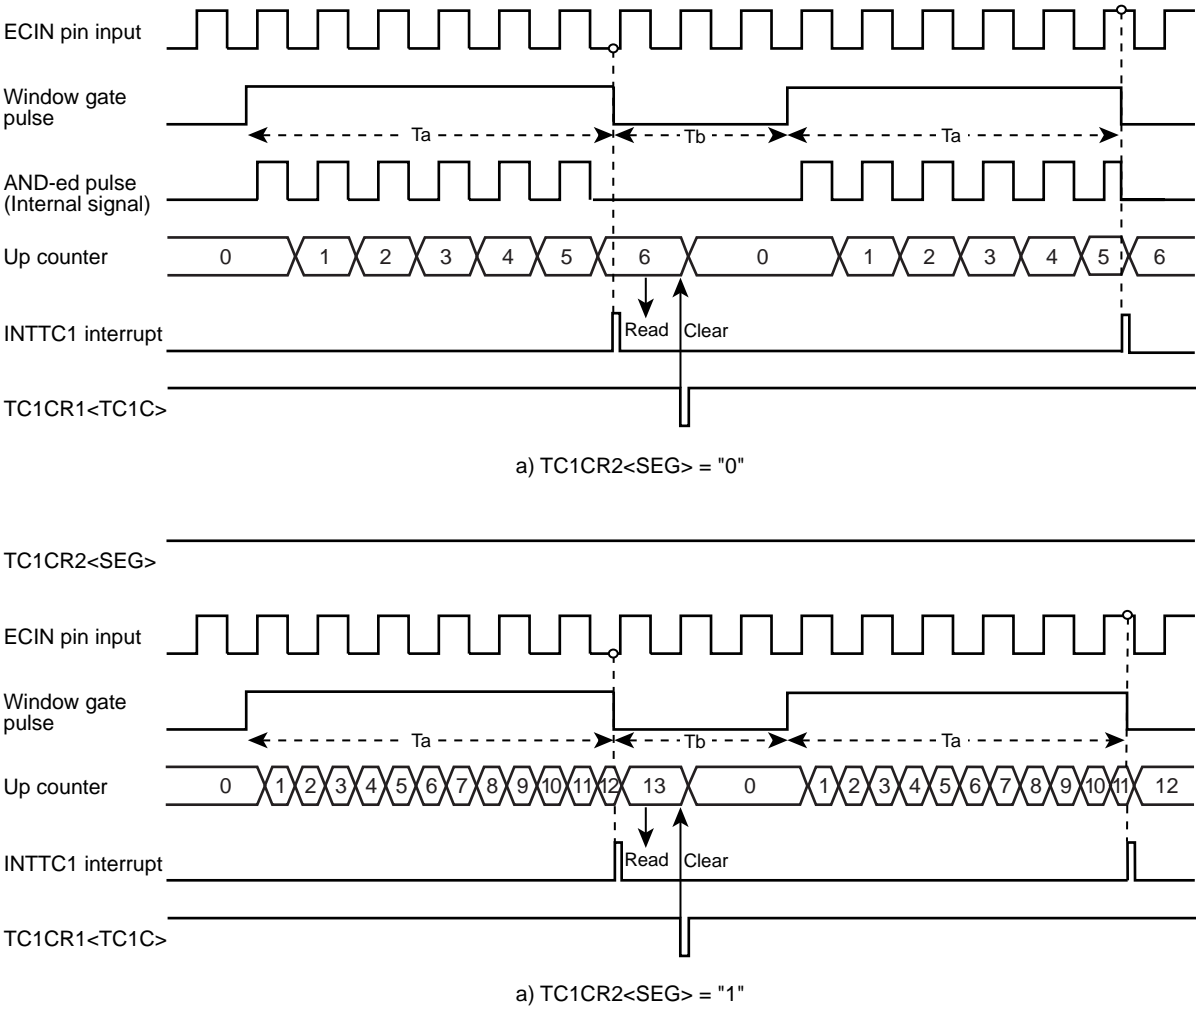 ECIN pin input
Window gate
pulse
Ta Tb Ta
AND-ed pulse
(Internal signal)
Up counter 0 1 2 3 4 5 6 0 1 2 3 4 5 6
INTTC1 interrupt Read Clear
TC1CR1<TC1C>
a) TC1CR2<SEG> = "0"
TC1CR2<SEG>
ECIN pin input
Window gate
pulse
Ta Tb Ta
Up counter 0 1 2 3 4 5 6 7 8 9 10 11 12 13 0 1 2 3 4 5 6 7 8 9 10 11 12
INTTC1 interrupt Read Clear
TC1CR1<TC1C>
a) TC1CR2<SEG> = "1"